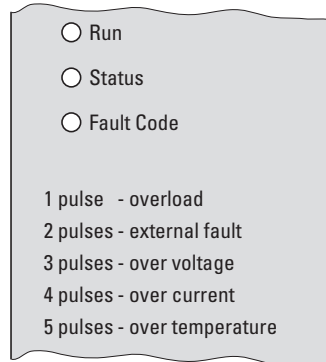 Run
Status
Fault Code
1 pulse - overload
2 pulses - external fault
3 pulses - over voltage
4 pulses - over current
5 pulses - over temperature